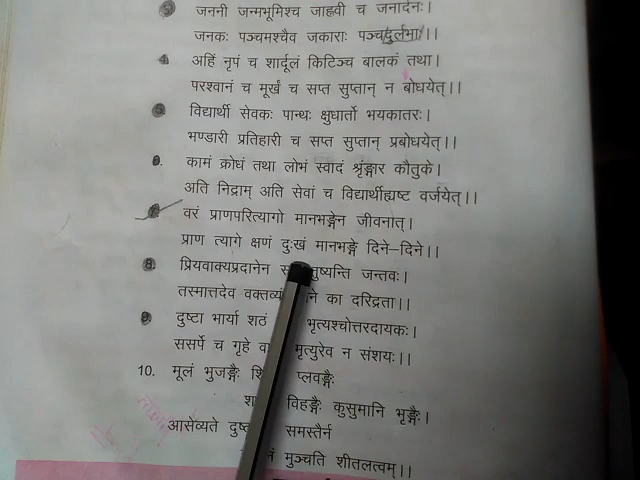 3. जननी जन्मभूमिश्च जाह्नवी च जनार्दनः।
जनकः पञ्चमश्चैव जकाराः पञ्चदुर्लभा।।
4. अहिं नृपं च शार्दूलं किटिञ्च बालकं तथा।
परश्वानं च मूर्खं च सप्त सुप्तान् न बोधयेत्।।
5. विद्यार्थी सेवकः पान्थः क्षुधार्तो भयकातरः।
भण्डारी प्रतिहारी च सप्त सुप्तान् प्रबोधयेत्।।
कामं क्रोधं तथा लोभं स्वादं श्रृंङ्गार कौतुके।
अति निद्राम् अति सेवां च विद्यार्थीह्यष्ट वर्जयेत्।।
वरं प्राणपरित्यागो मानभङ्गेन जीवनात्।
प्राण त्यागे क्षणं दुःखं मानभङ्गे दिने–दिने।।
8. प्रियवाक्यप्रदानेन तुष्यन्ति जन्तवः।
तस्मात्तदेव का दरिद्रता।।
9. दुष्टा भार्या शठं भृत्यश्चोत्तरदायकः।
ससर्पे च गृहे मृत्युरेव न संशयः।।
10. मूलं भुजङ्गैः प्लवङ्गैः
विहङ्गैः कुसुमानि भृङ्गैः।
आसेव्यते समस्तैर्न
मुञ्चति शीतलत्वम्।।